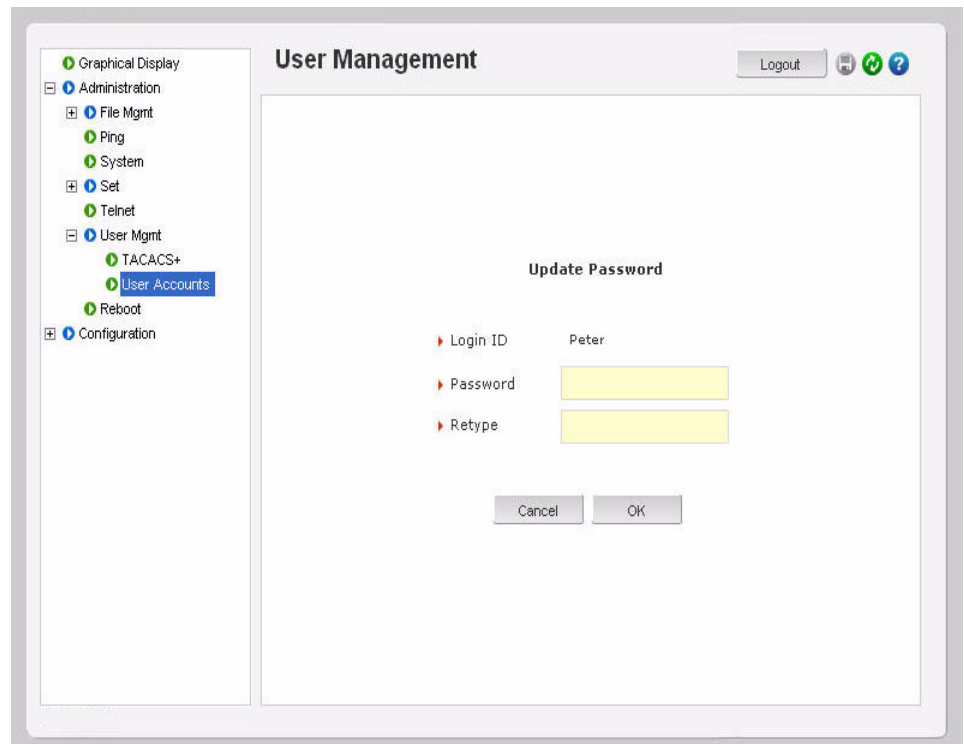 User Management
Logout
Graphical Display
Administration
File Mgmt
Ping
System
Set
Telnet
User Mgmt
TACACS+
User Accounts
Reboot
Configuration
Update Password
Login ID Peter
Password
Retype
Cancel OK